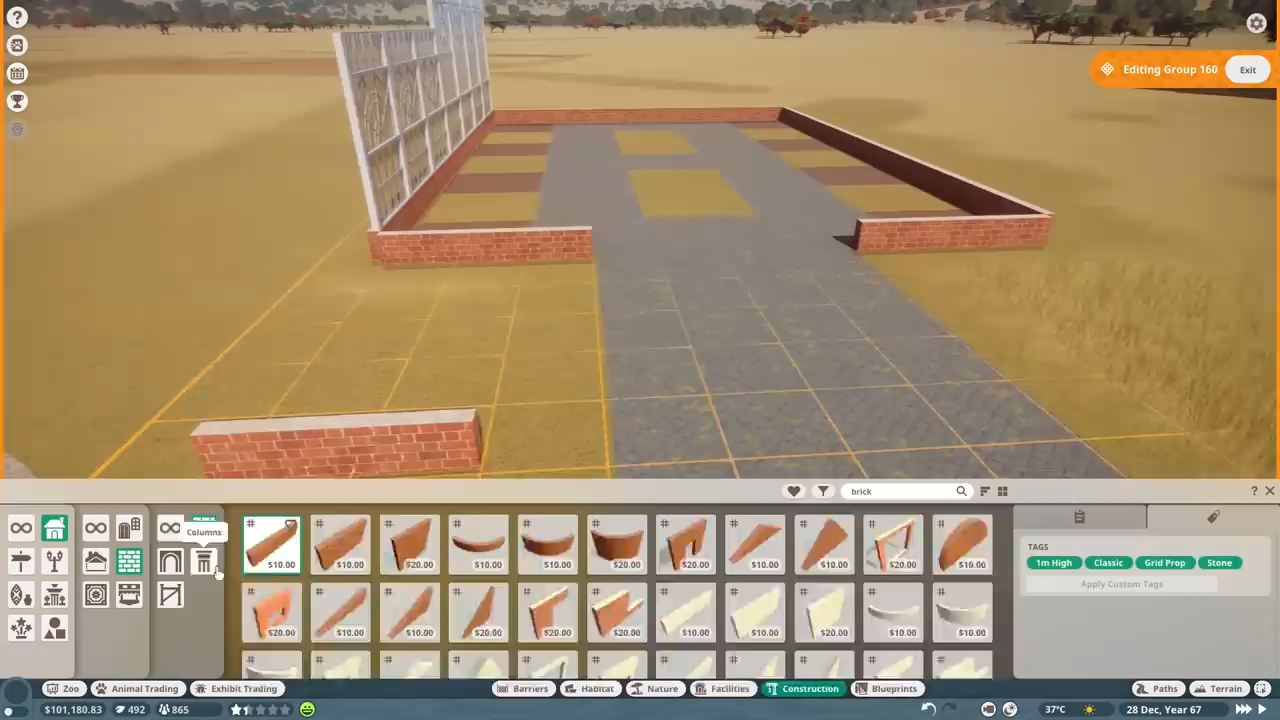 Editing Group 160
Exit
brick
Columns
$10.00
$10.00
$20.00
$10.00
$10.00
$20.00
$20.00
$10.00
$10.00
$20.00
$10.00
$20.00
$10.00
$10.00
$20.00
$10.00
$20.00
$10.00
$10.00
$20.00
$10.00
$10.00
TAGS
1m High
Classic
Grid Prop
Stone
Apply Custom Tags
Zoo
Animal Trading
Exhibit Trading
Barriers
Habitat
Nature
Facilities
Construction
Blueprints
Paths
Terrain
$101,180.83
492
865
37°C
28 Dec, Year 67